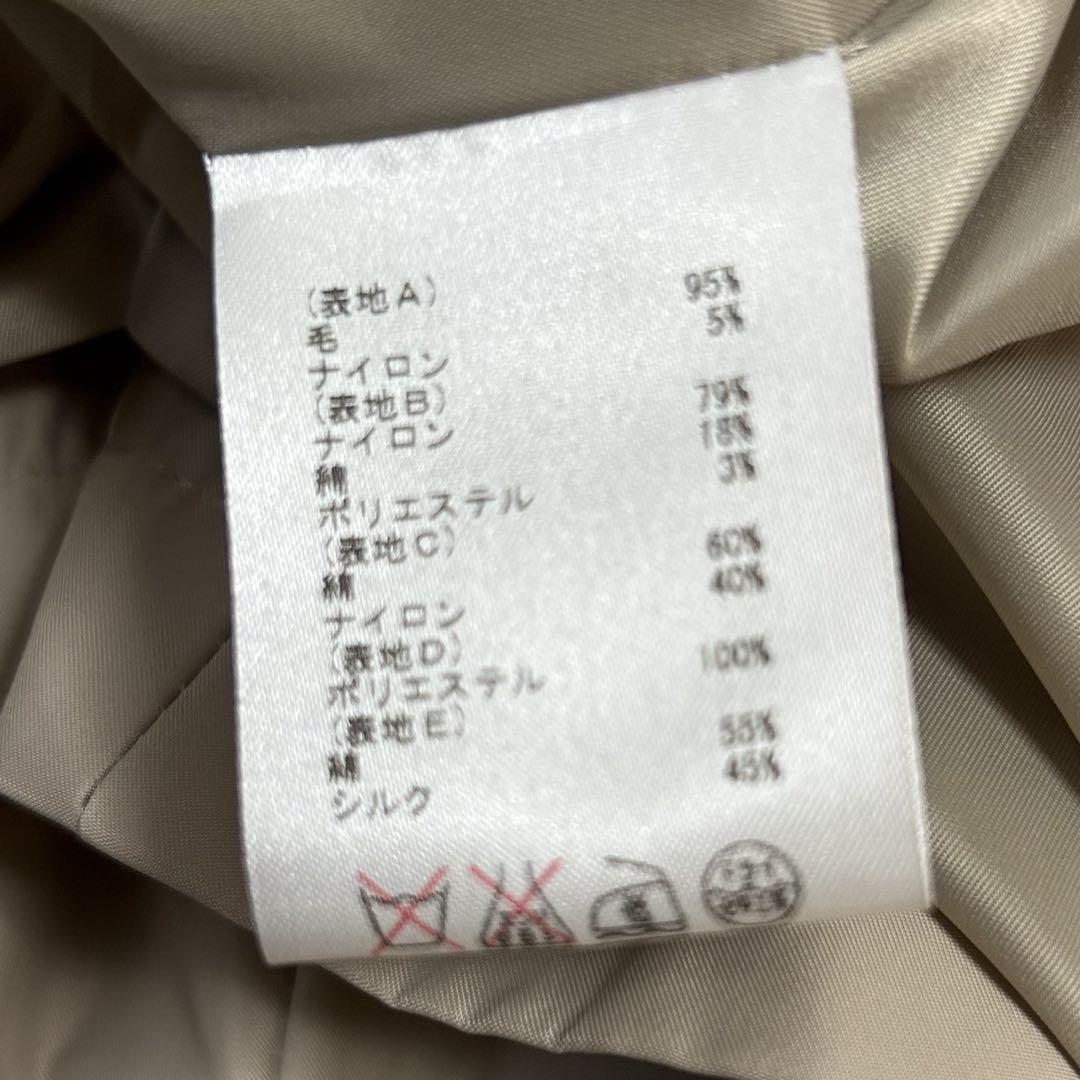 (表地A)
毛 95%
ナイロン 5%
(表地B)
ナイロン 79%
綿 18%
ポリエステル 3%
(表地C)
綿 60%
ナイロン 40%
(表地D)
ポリエステル 100%
(表地E)
綿 55%
シルク 45%